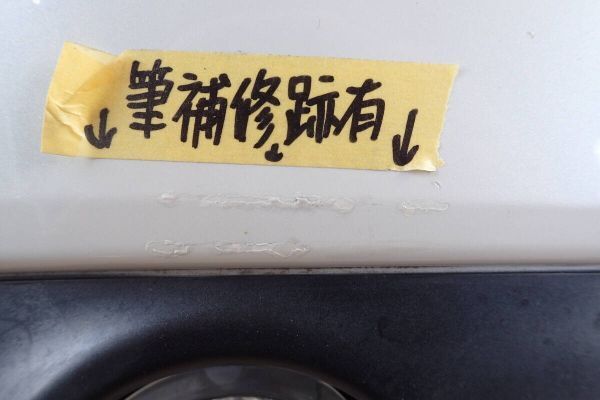 筆補修跡有
↓ ↓ ↓